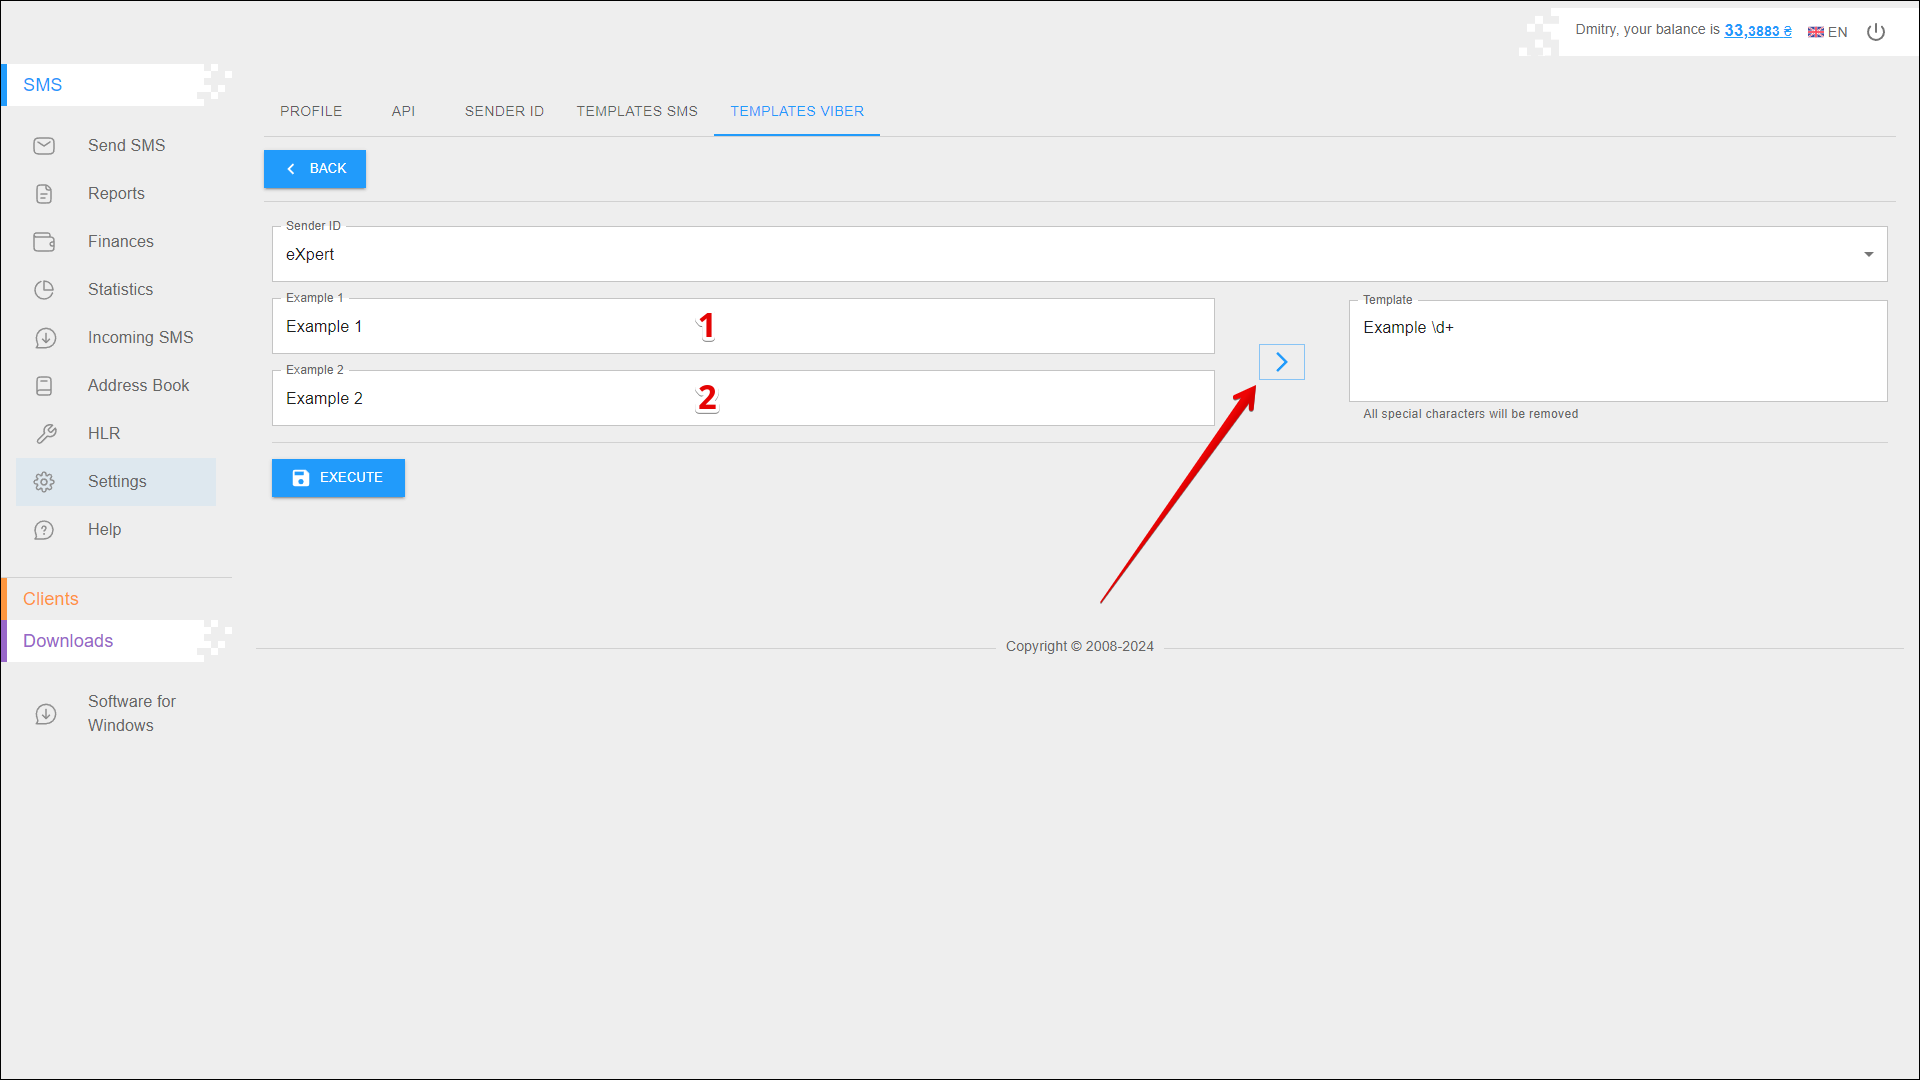 Dmitry, your balance is 33,3883 ₴ EN
SMS
PROFILE API SENDER ID TEMPLATES SMS TEMPLATES VIBER
Send SMS
Reports
Finances
Statistics
Incoming SMS
Address Book
HLR
Settings
Help
Clients
Downloads
Software for
Windows
BACK
Sender ID
eXpert
Example 1
Example 1
1
Example 2
Example 2
2
Template
Example \d+
All special characters will be removed
EXECUTE
Copyright © 2008-2024